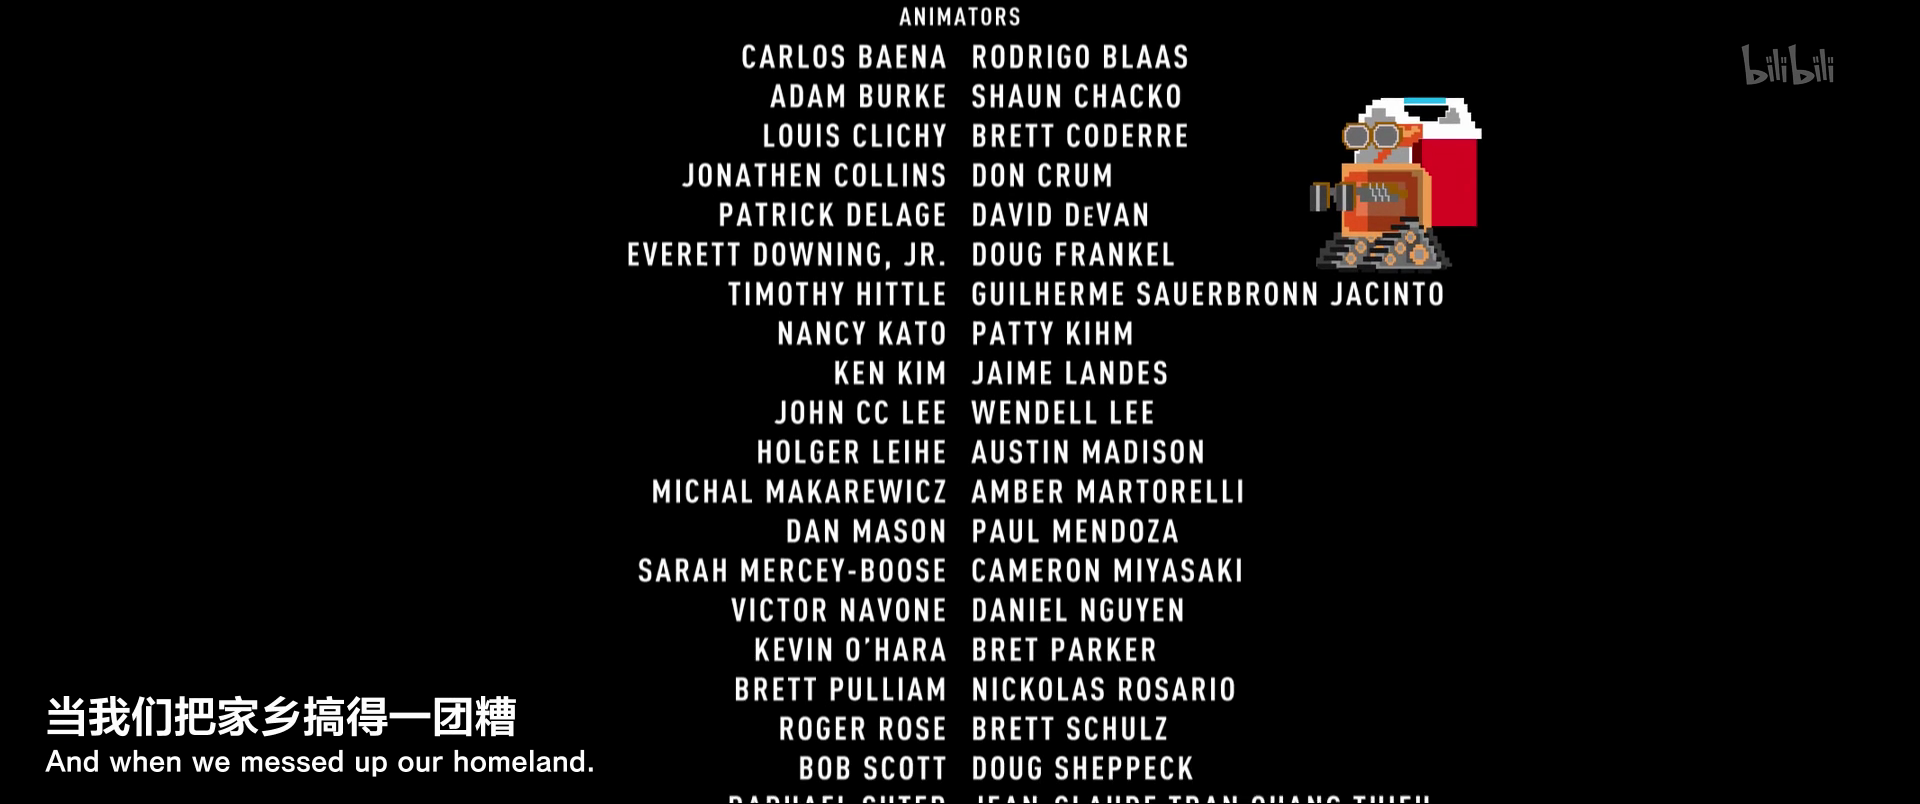 ANIMATORS
bilibili
CARLOS BAENA RODRIGO BLAAS
ADAM BURKE SHAUN CHACKO
LOUIS CLICHY BRETT CODERRE
JONATHEN COLLINS DON CRUM
PATRICK DELAGE DAVID DEVAN
EVERETT DOWNING, JR. DOUG FRANKEL
TIMOTHY HITTLE GUILHERME SAUERBRONN JACINTO
NANCY KATO PATTY KIHM
KEN KIM JAIME LANDES
JOHN CC LEE WENDELL LEE
HOLGER LEIHE AUSTIN MADISON
MICHAL MAKAREWICZ AMBER MARTORELLI
DAN MASON PAUL MENDOZA
SARAH MERCEY-BOOSE CAMERON MIYASAKI
VICTOR NAVONE DANIEL NGUYEN
KEVIN O'HARA BRET PARKER
BRETT PULLIAM NICKOLAS ROSARIO
ROGER ROSE BRETT SCHULZ
BOB SCOTT DOUG SHEPPECK
当我们把家乡搞得一团糟
And when we messed up our homeland.